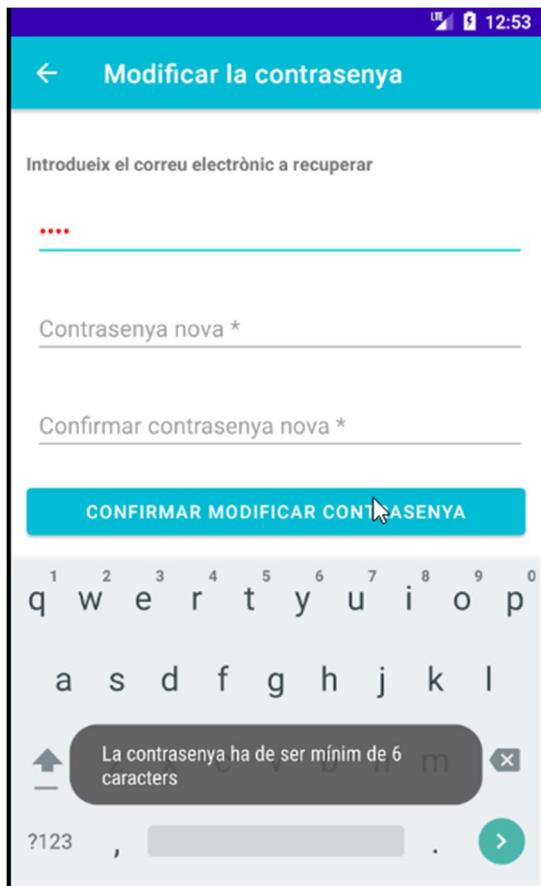 LTE 12:53
Modificar la contrasenya
Introdueix el correu electrònic a recuperar
••••
Contrasenya nova *
Confirmar contrasenya nova *
CONFIRMAR MODIFICAR CONTRASENYA
1 2 3 4 5 6 7 8 9 0
q w e r t y u i o p
a s d f g h j k l
La contrasenya ha de ser mínim de 6
caracters
m
?123 , .